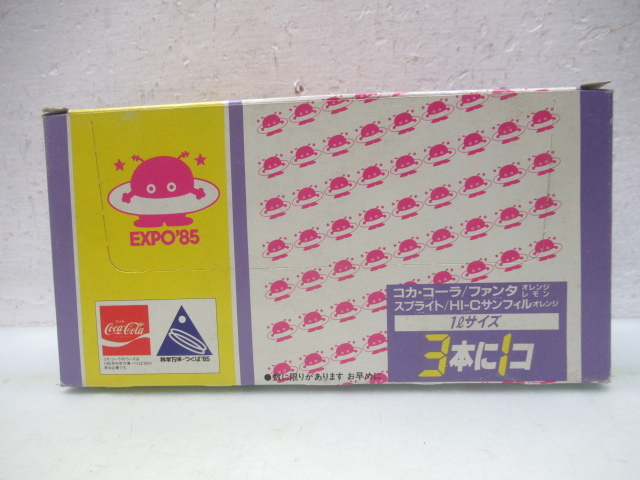 EXPO'85
Drink
Coca-Cola
科学万博-つくば'85
コカ・コーラ/ファンタ オレンジ
レモン
スプライト/HI-Cサンフィル オレンジ
1ℓサイズ
3本に1コ
●数に限りがあります お早めに